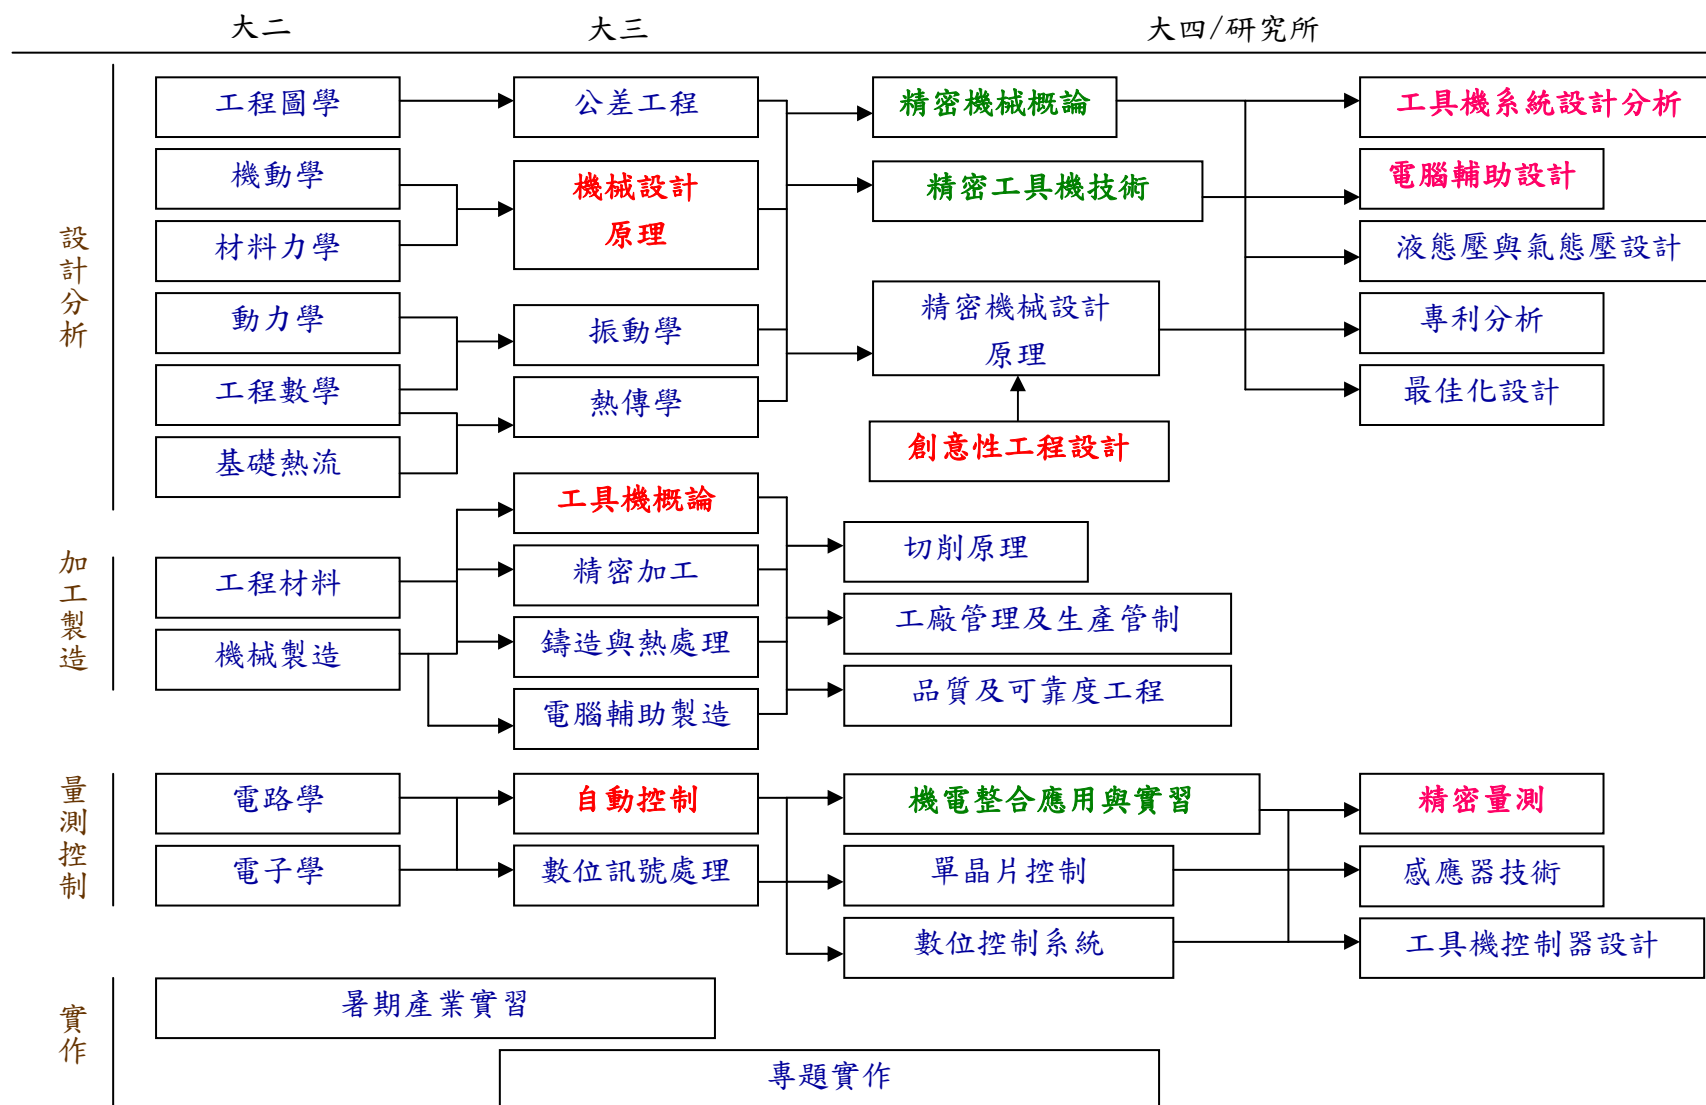 大二
大三
大四/研究所
設計分析
工程圖學
公差工程
精密機械概論
工具機系統設計分析
機動學
機械設計
原理
精密工具機技術
電腦輔助設計
材料力學
液態壓與氣態壓設計
動力學
振動學
精密機械設計
原理
專利分析
工程數學
熱傳學
最佳化設計
基礎熱流
創意性工程設計
加工製造
工具機概論
切削原理
工程材料
精密加工
工廠管理及生產管制
機械製造
鑄造與熱處理
品質及可靠度工程
電腦輔助製造
量測控制
電路學
自動控制
機電整合應用與實習
精密量測
電子學
數位訊號處理
單晶片控制
感應器技術
數位控制系統
工具機控制器設計
實作
暑期產業實習
專題實作